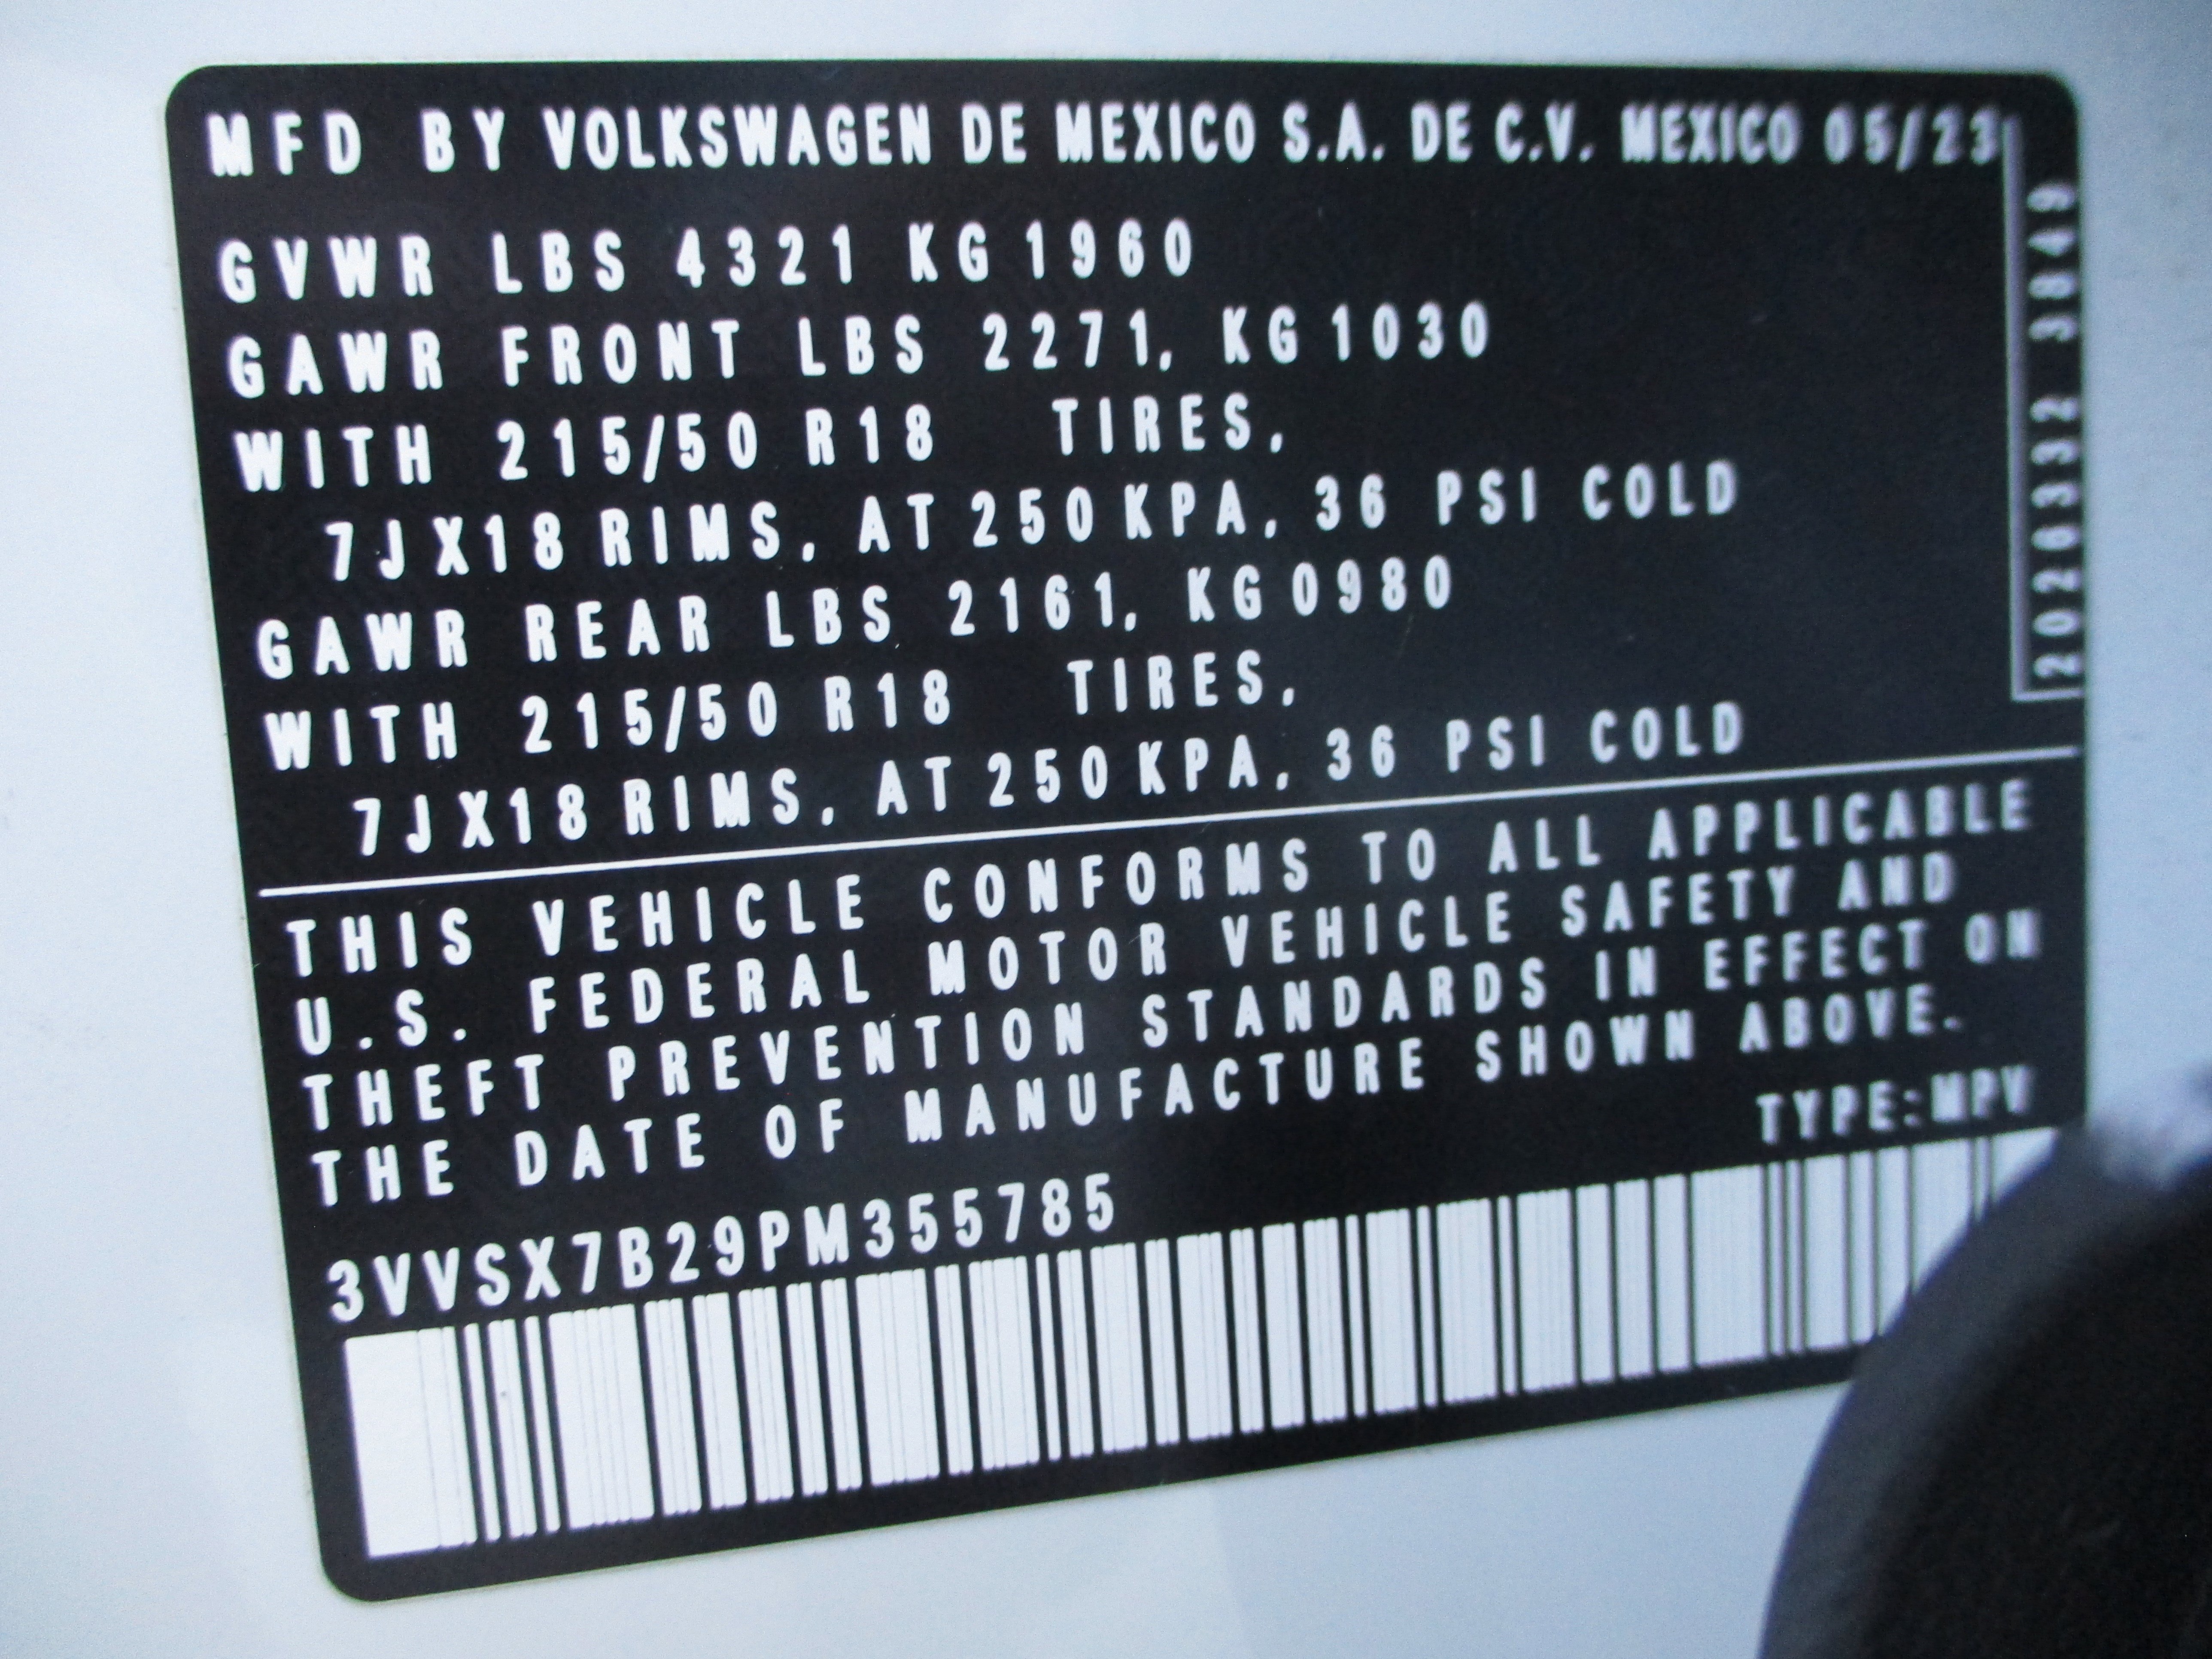 MFD BY VOLKSWAGEN DE MEXICO S.A. DE C.V. MEXICO 05/23
GVWR LBS 4321 KG 1960
GAWR FRONT LBS 2271, KG 1030
WITH 215/50 R18 TIRES,
7JX18 RIMS, AT 250 KPA, 36 PSI COLD
GAWR REAR LBS 2161, KG 0980
WITH 215/50 R18 TIRES,
7JX18 RIMS, AT 250 KPA, 36 PSI COLD
2026332 3849
THIS VEHICLE CONFORMS TO ALL APPLICABLE
U.S. FEDERAL MOTOR VEHICLE SAFETY AND
THEFT PREVENTION STANDARDS IN EFFECT ON
THE DATE OF MANUFACTURE SHOWN ABOVE.
TYPE:MPV
3VVSX7B29PM355785